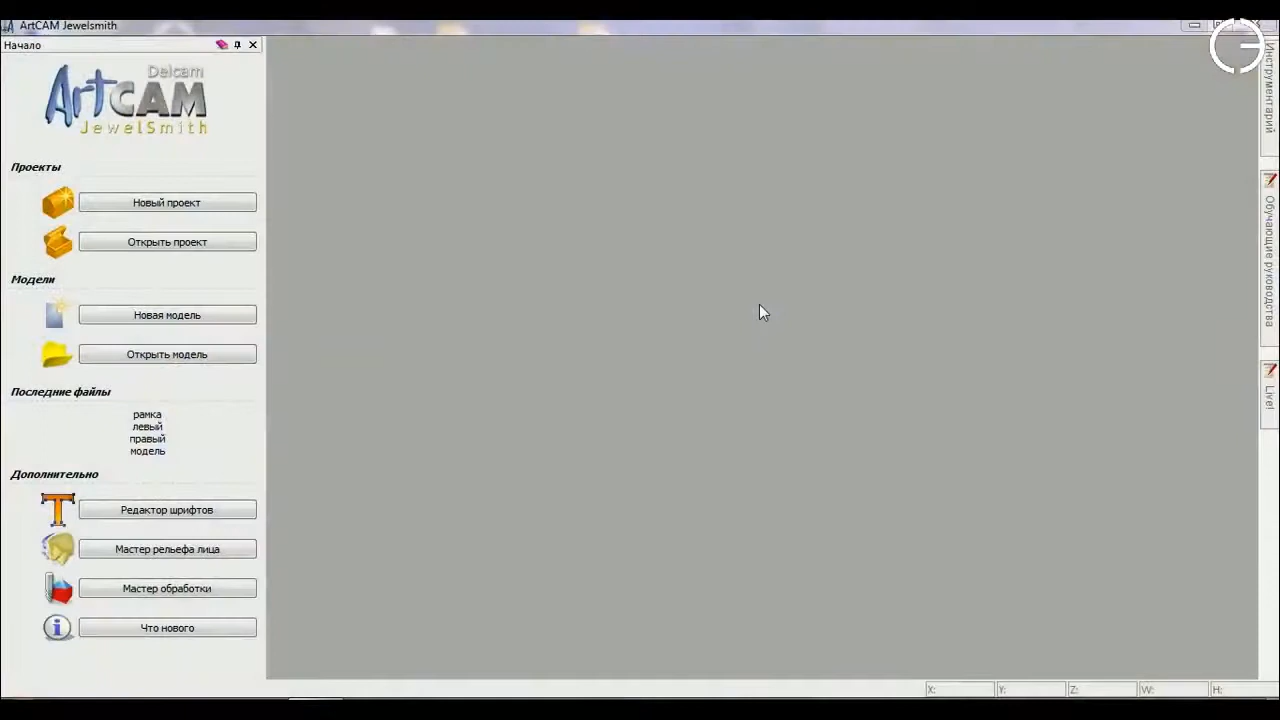 ArtCAM Jewelsmith
Начало
Delcam
ArtCAM
JewelSmith
Проекты
Новый проект
Открыть проект
Модели
Новая модель
Открыть модель
Последние файлы
рамка
левый
правый
модель
Дополнительно
Редактор шрифтов
Мастер рельефа лица
Мастер обработки
Что нового
Инструментарий
Обучающие руководства
Live!
X: Y: Z: W: H: